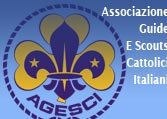 Associazione
Guide
E Scouts
Cattolici
Italiani
AGESCI